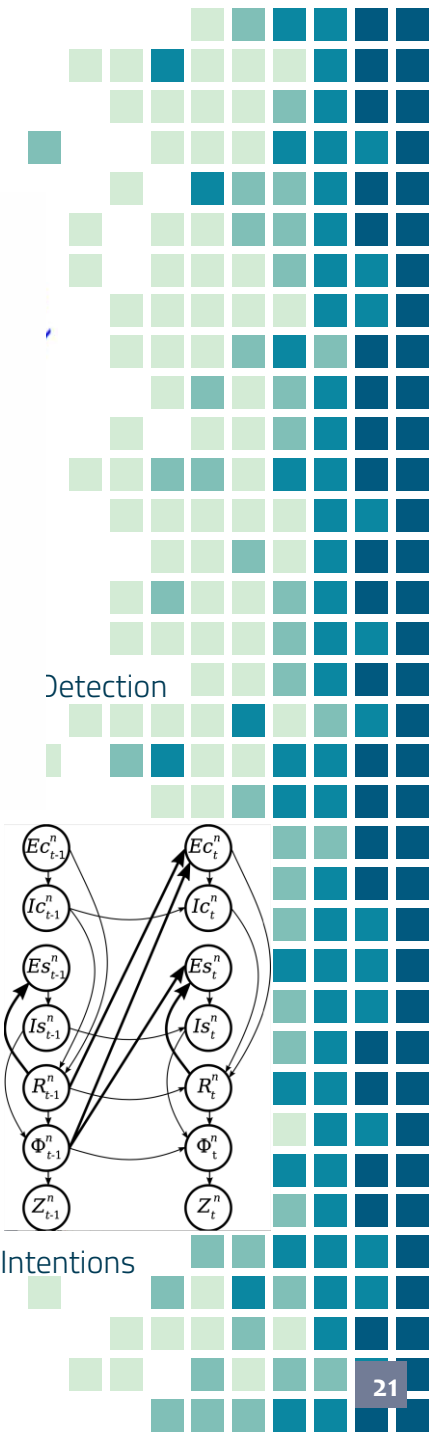 Detection
Ec^n_{t-1} Ec^n_t
Ic^n_{t-1} Ic^n_t
Es^n_{t-1} Es^n_t
Is^n_{t-1} Is^n_t
R^n_{t-1} R^n_t
Φ^n_{t-1} Φ^n_t
Z^n_{t-1} Z^n_t
Intentions
21